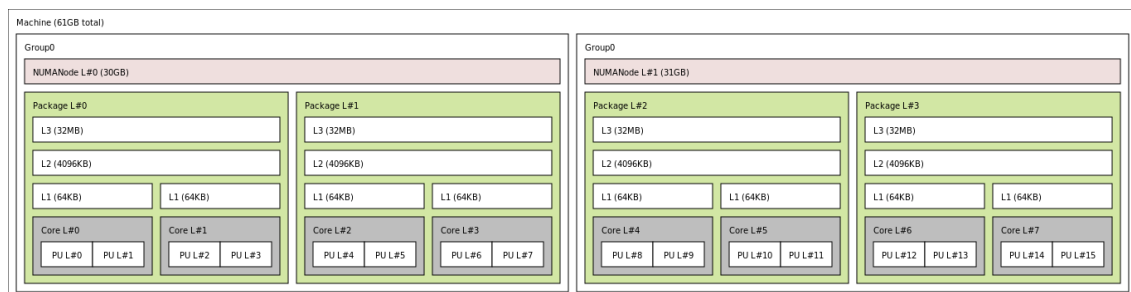 Machine (61GB total)
Group0
NUMANode L#0 (30GB)
Package L#0
L3 (32MB)
L2 (4096KB)
L1 (64KB)
L1 (64KB)
Core L#0
PU L#0
PU L#1
Core L#1
PU L#2
PU L#3
Package L#1
L3 (32MB)
L2 (4096KB)
L1 (64KB)
L1 (64KB)
Core L#2
PU L#4
PU L#5
Core L#3
PU L#6
PU L#7
Group0
NUMANode L#1 (31GB)
Package L#2
L3 (32MB)
L2 (4096KB)
L1 (64KB)
L1 (64KB)
Core L#4
PU L#8
PU L#9
Core L#5
PU L#10
PU L#11
Package L#3
L3 (32MB)
L2 (4096KB)
L1 (64KB)
L1 (64KB)
Core L#6
PU L#12
PU L#13
Core L#7
PU L#14
PU L#15